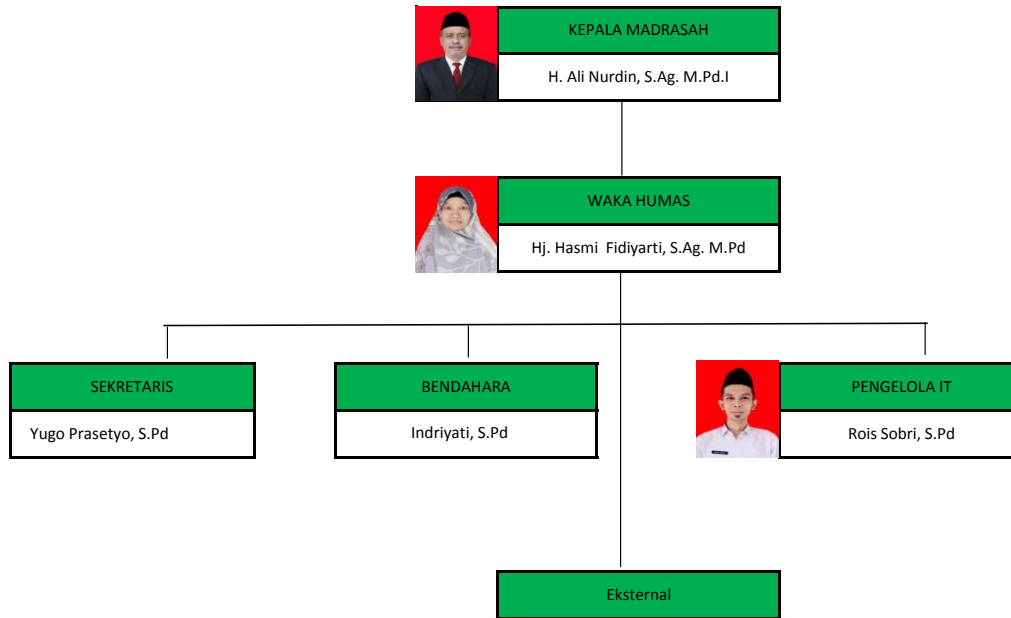 KEPALA MADRASAH
H. Ali Nurdin, S.Ag. M.Pd.I
WAKA HUMAS
Hj. Hasmi Fidiyarti, S.Ag. M.Pd
SEKRETARIS
Yugo Prasetyo, S.Pd
BENDAHARA
Indriyati, S.Pd
PENGELOLA IT
Rois Sobri, S.Pd
Eksternal